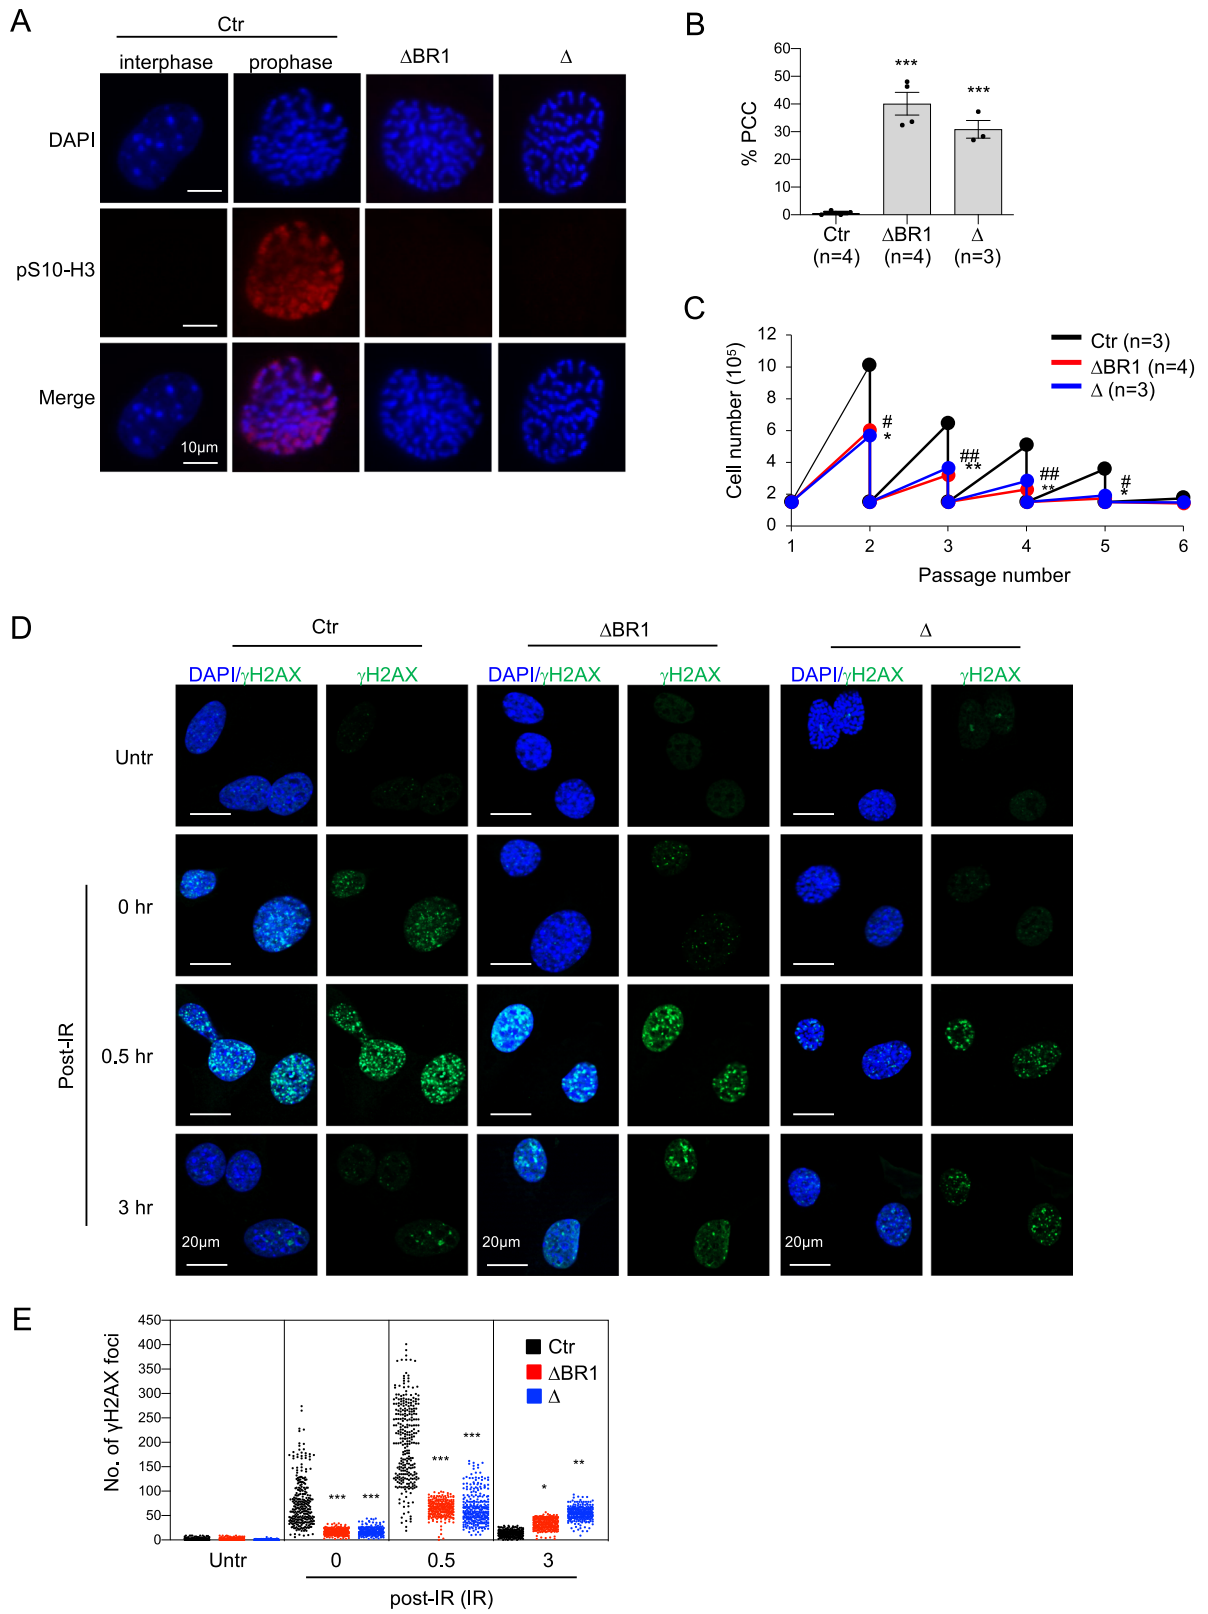 A
Ctr
interphase
prophase
ΔBR1
Δ
DAPI
pS10-H3
Merge
10µm
B
% PCC
60
50
40
30
20
10
0
***
***
Ctr
(n=4)
ΔBR1
(n=4)
Δ
(n=3)
C
Cell number (10⁵)
12
10
8
6
4
2
0
Ctr (n=3)
ΔBR1 (n=4)
Δ (n=3)
#
*
##
**
##
**
#
*
1 2 3 4 5 6
Passage number
D
Ctr
ΔBR1
Δ
DAPI/γH2AX γH2AX DAPI/γH2AX γH2AX DAPI/γH2AX γH2AX
Untr
Post-IR
0 hr
0.5 hr
3 hr
20µm 20µm 20µm
E
No. of γH2AX foci
450
400
350
300
250
200
150
100
50
0
Ctr
ΔBR1
Δ
*** ***
*** ***
* **
Untr 0 0.5 3
post-IR (IR)